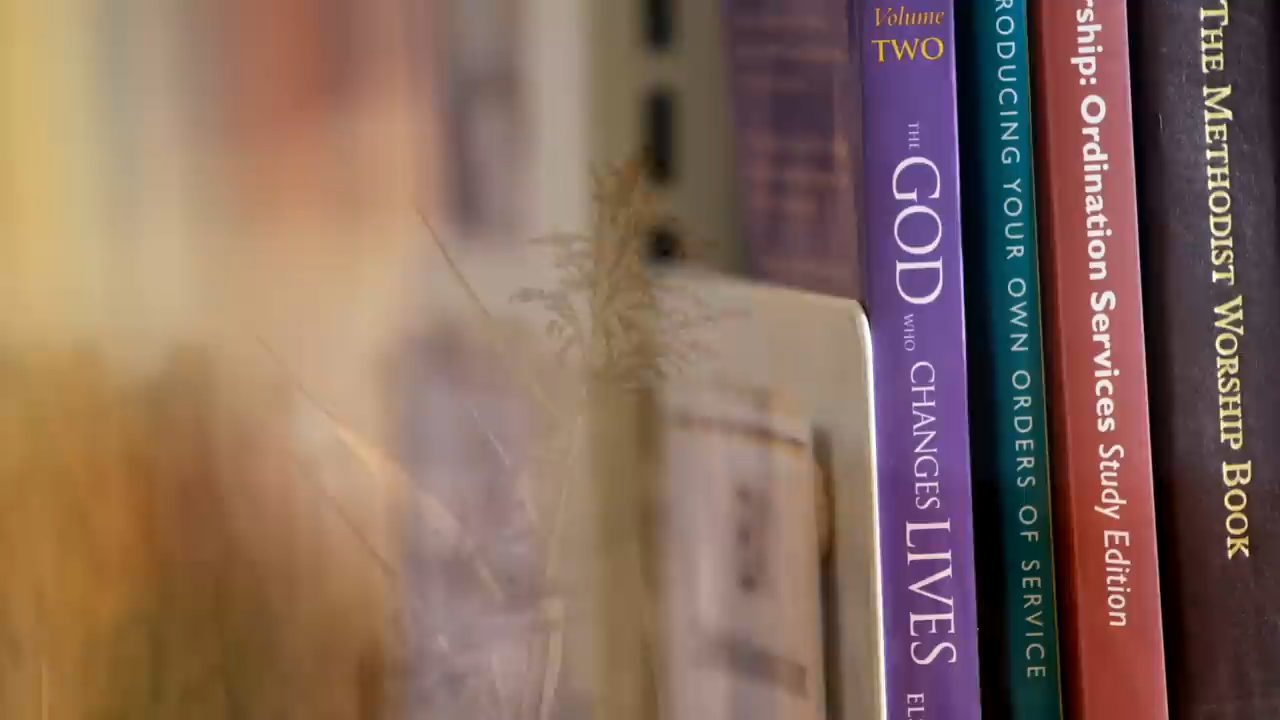 Volume
TWO
THE GOD WHO CHANGES LIVES
RODUCING YOUR OWN ORDERS OF SERVICE
rship: Ordination Services Study Edition
THE METHODIST WORSHIP BOOK